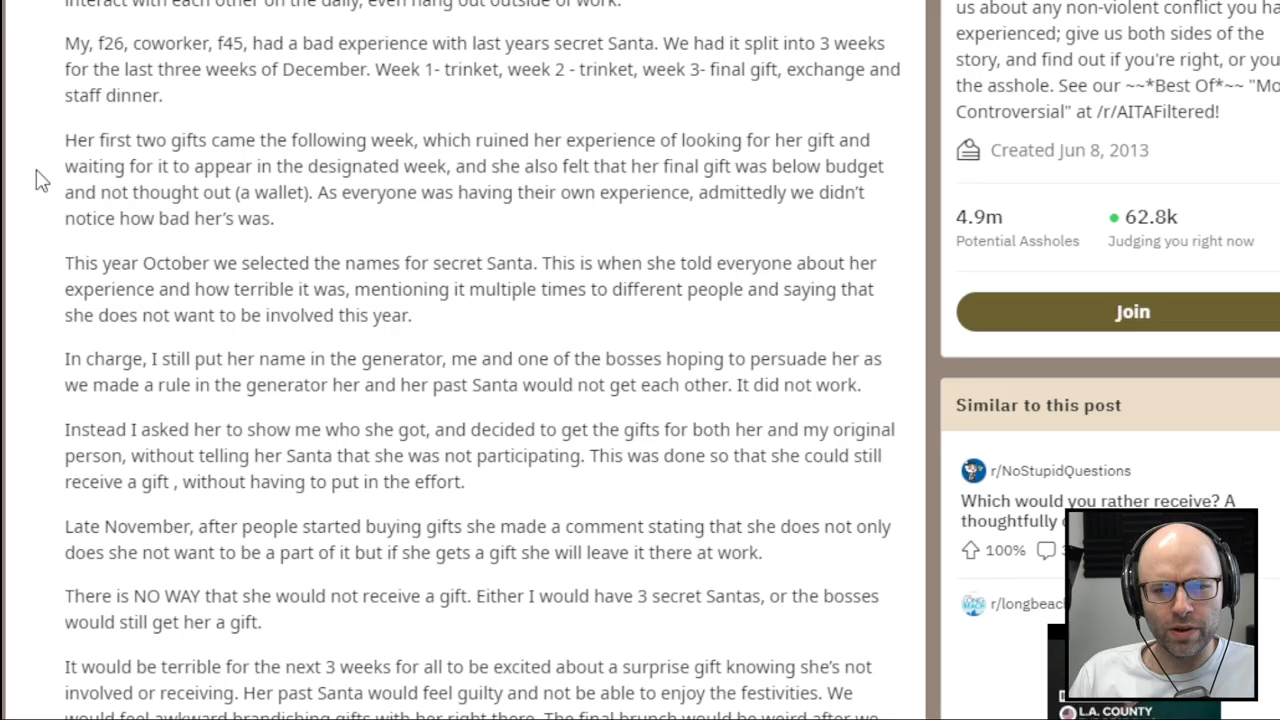 interact with each other on the daily, even hang out outside of work.
My, f26, coworker, f45, had a bad experience with last years secret Santa. We had it split into 3 weeks
for the last three weeks of December. Week 1- trinket, week 2 - trinket, week 3- final gift, exchange and
staff dinner.
Her first two gifts came the following week, which ruined her experience of looking for her gift and
waiting for it to appear in the designated week, and she also felt that her final gift was below budget
and not thought out (a wallet). As everyone was having their own experience, admittedly we didn't
notice how bad her's was.
This year October we selected the names for secret Santa. This is when she told everyone about her
experience and how terrible it was, mentioning it multiple times to different people and saying that
she does not want to be involved this year.
In charge, I still put her name in the generator, me and one of the bosses hoping to persuade her as
we made a rule in the generator her and her past Santa would not get each other. It did not work.
Instead I asked her to show me who she got, and decided to get the gifts for both her and my original
person, without telling her Santa that she was not participating. This was done so that she could still
receive a gift , without having to put in the effort.
Late November, after people started buying gifts she made a comment stating that she does not only
does she not want to be a part of it but if she gets a gift she will leave it there at work.
There is NO WAY that she would not receive a gift. Either I would have 3 secret Santas, or the bosses
would still get her a gift.
It would be terrible for the next 3 weeks for all to be excited about a surprise gift knowing she's not
involved or receiving. Her past Santa would feel guilty and not be able to enjoy the festivities. We
would feel awkward brandishing gifts with her right there. The final brunch would be weird after we
us about any non-violent conflict you ha
experienced; give us both sides of the
story, and find out if you're right, or you
the asshole. See our ~~*Best Of*~~ "Mo
Controversial" at /r/AITAFiltered!
Created Jun 8, 2013
4.9m
Potential Assholes
62.8k
Judging you right now
Join
Similar to this post
r/NoStupidQuestions
Which would you rather receive? A
thoughtfully
100%
r/longbeac
L.A. COUNTY